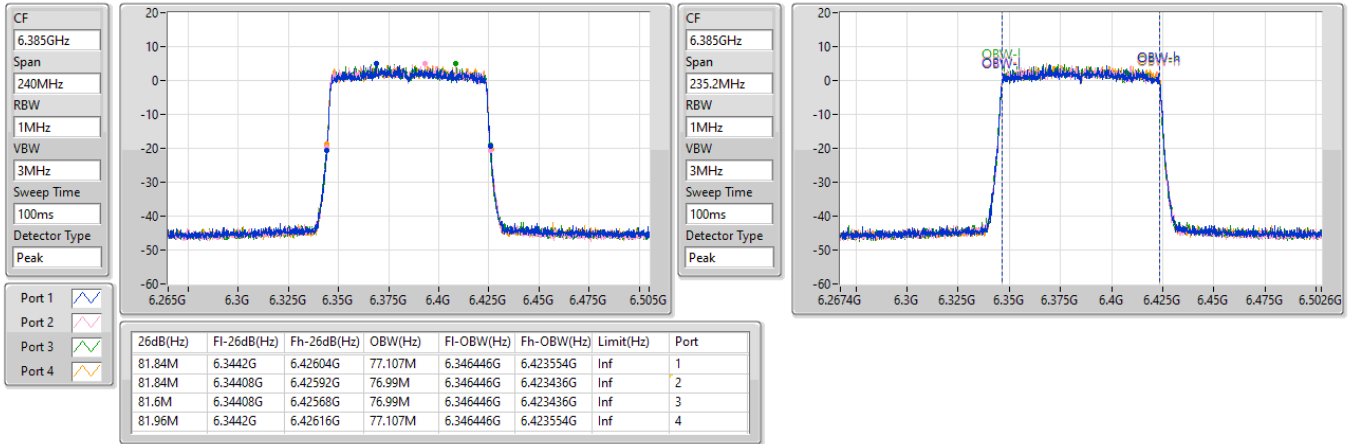 CF
6.385GHz
Span
240MHz
RBW
1MHz
VBW
3MHz
Sweep Time
100ms
Detector Type
Peak
20
10
0
-10
-20
-30
-40
-50
-60
6.265G 6.3G 6.325G 6.35G 6.375G 6.4G 6.425G 6.45G 6.475G 6.505G
CF
6.385GHz
Span
235.2MHz
RBW
1MHz
VBW
3MHz
Sweep Time
100ms
Detector Type
Peak
20
10
0
-10
-20
-30
-40
-50
-60
OBW-l
OBW-l
OBW-h
6.2674G 6.3G 6.325G 6.35G 6.375G 6.4G 6.425G 6.45G 6.475G 6.5026G
Port 1
Port 2
Port 3
Port 4
26dB(Hz) Fl-26dB(Hz) Fh-26dB(Hz) OBW(Hz) Fl-OBW(Hz) Fh-OBW(Hz) Limit(Hz) Port
81.84M 6.3442G 6.42604G 77.107M 6.346446G 6.423554G Inf 1
81.84M 6.34408G 6.42592G 76.99M 6.346446G 6.423436G Inf 2
81.6M 6.34408G 6.42568G 76.99M 6.346446G 6.423436G Inf 3
81.96M 6.3442G 6.42616G 77.107M 6.346446G 6.423554G Inf 4